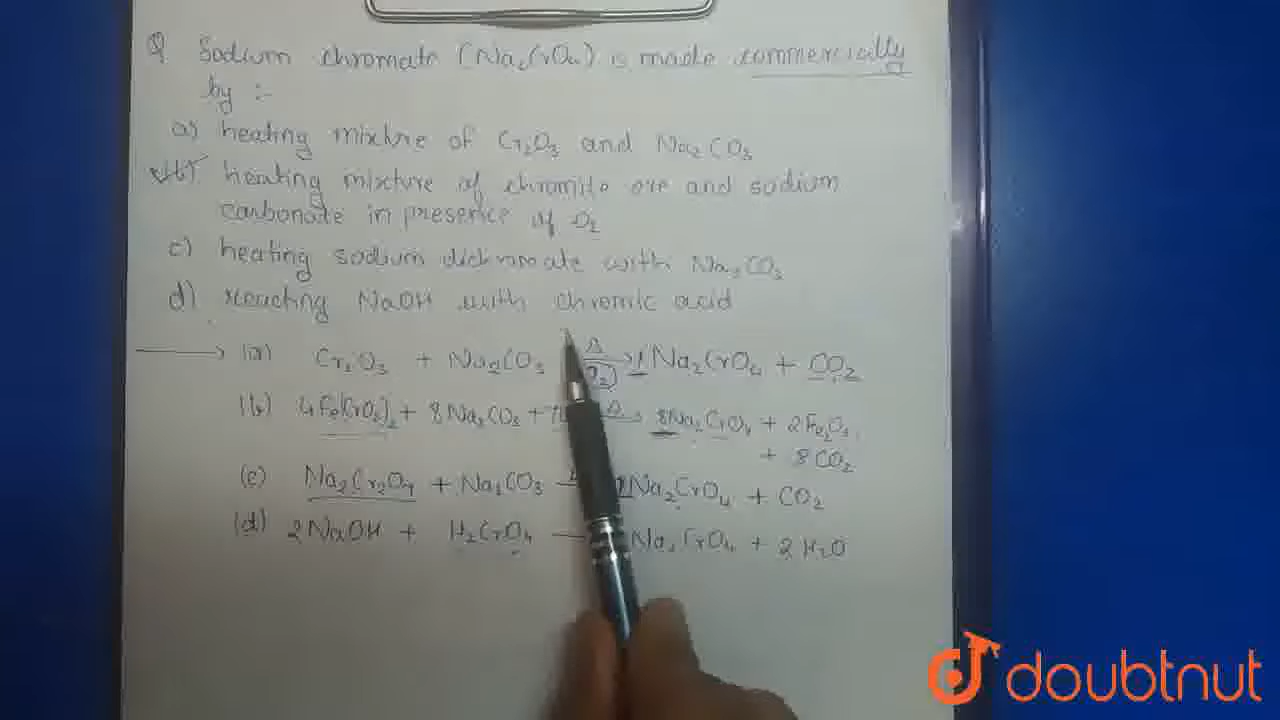 Q Sodium chromate (Na2CrO4) is made commercially
by :-
a) heating mixture of Cr2O3 and Na2CO3
b) heating mixture of chromite ore and sodium
carbonate in presence of O2
c) heating sodium dichromate with Na2CO3
d) reacting NaOH with chromic acid
(a) Cr2O3 + Na2CO3 Δ O2 → Na2CrO4 + CO2
(b) 4Fe(CrO2)2 + 8Na2CO3 + Δ → 8Na2CrO4 + 2Fe2O3
+ 8CO2
(c) Na2Cr2O7 + Na2CO3 → Na2CrO4 + CO2
(d) 2NaOH + H2CrO4 → Na2CrO4 + 2H2O
doubtnut